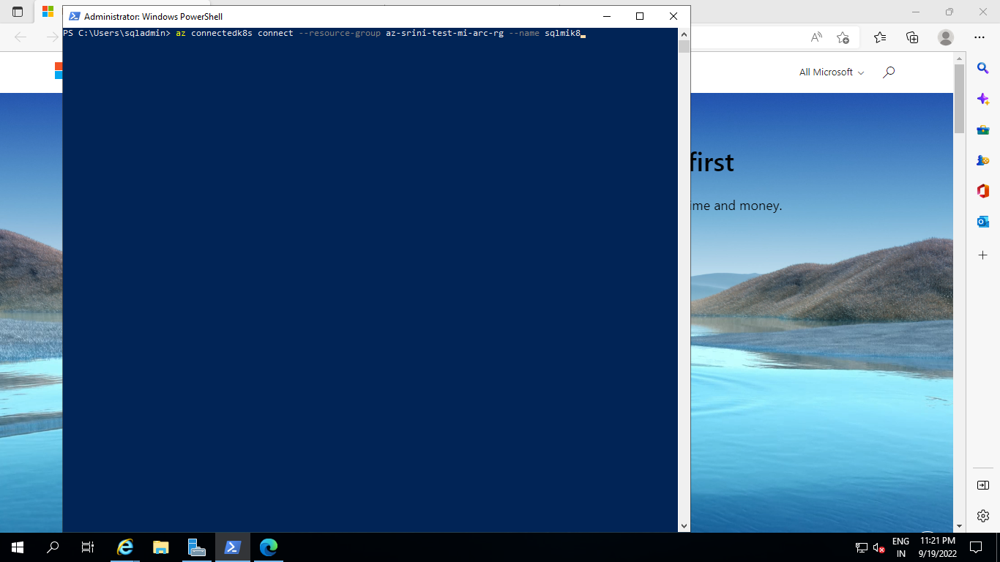 Administrator: Windows PowerShell
PS C:\Users\sqladmin> az connectedk8s connect --resource-group az-srini-test-mi-arc-rg --name sqlmik8
All Microsoft
first
ime and money.
ENG
IN
11:21 PM
9/19/2022